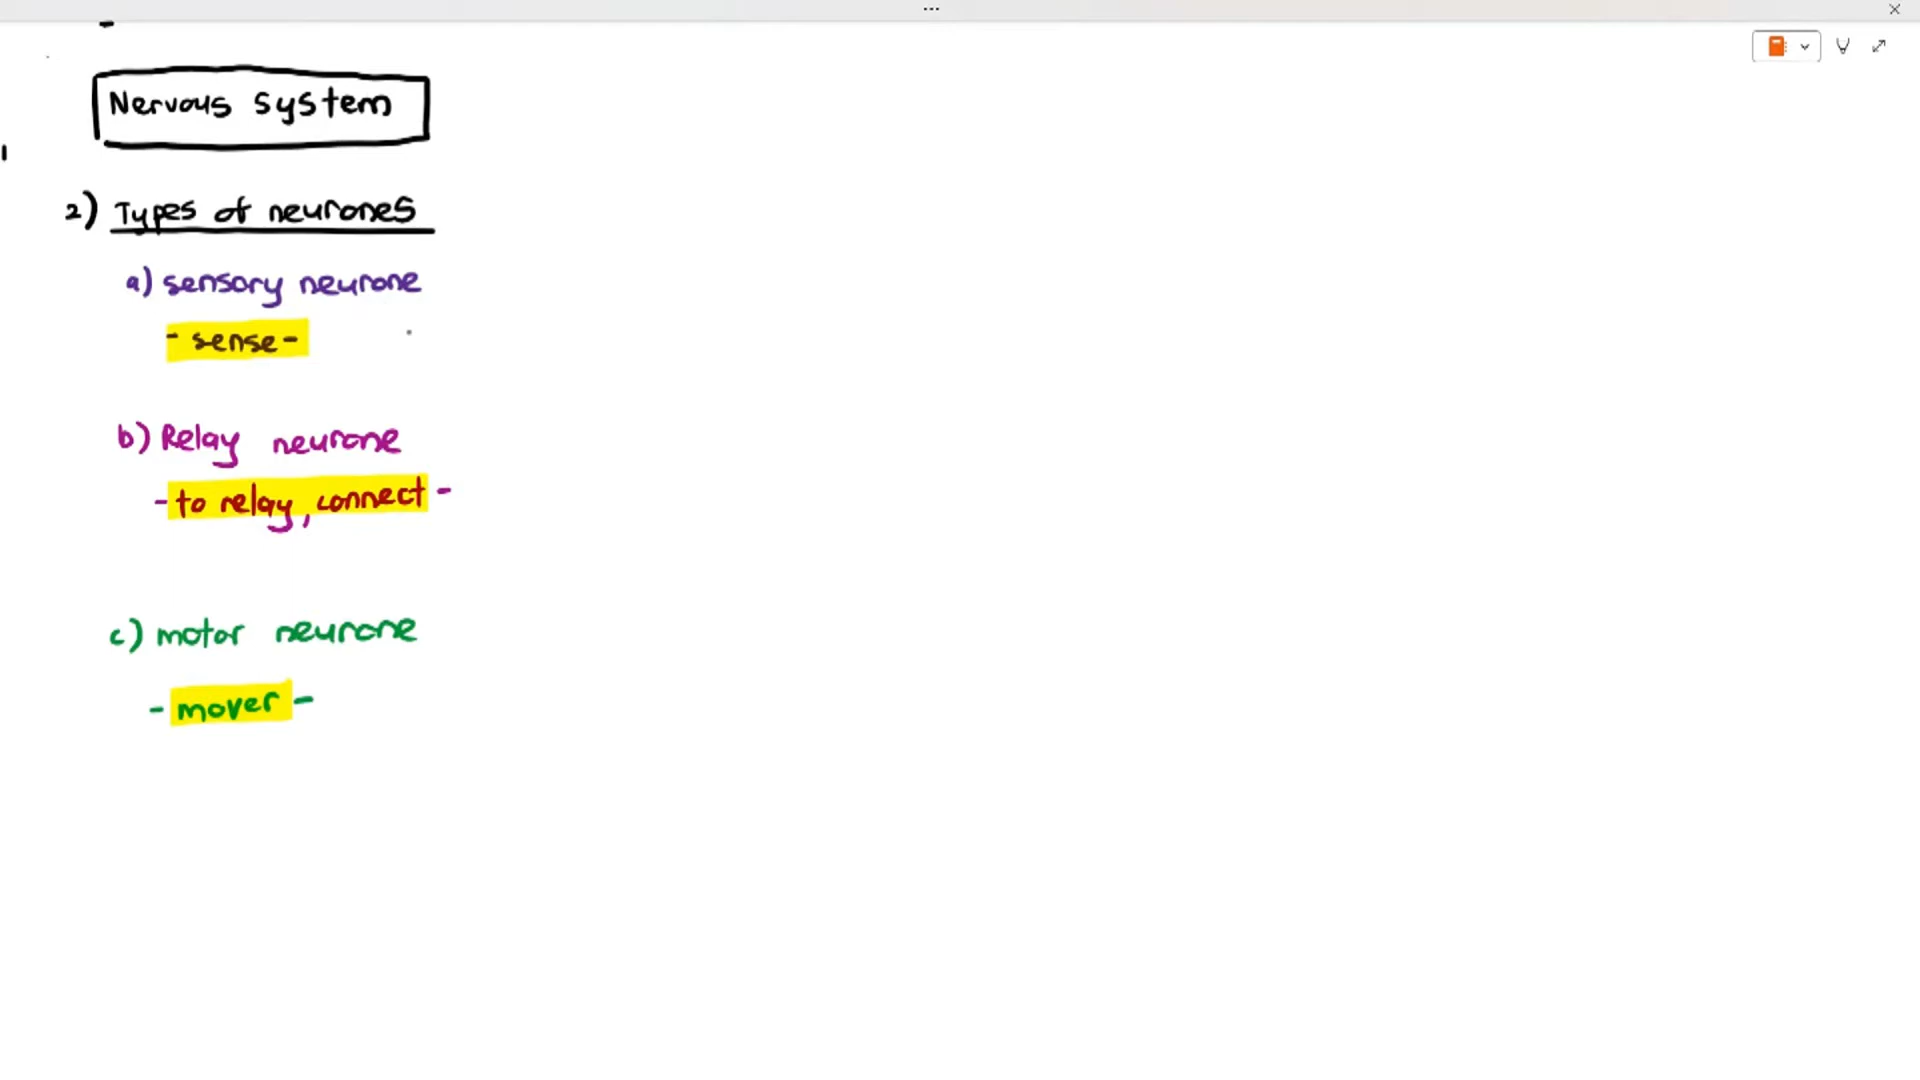 Nervous system
2) Types of neurones
a) sensory neurone
- sense -
b) Relay neurone
- to relay, connect -
c) motor neurone
- mover -